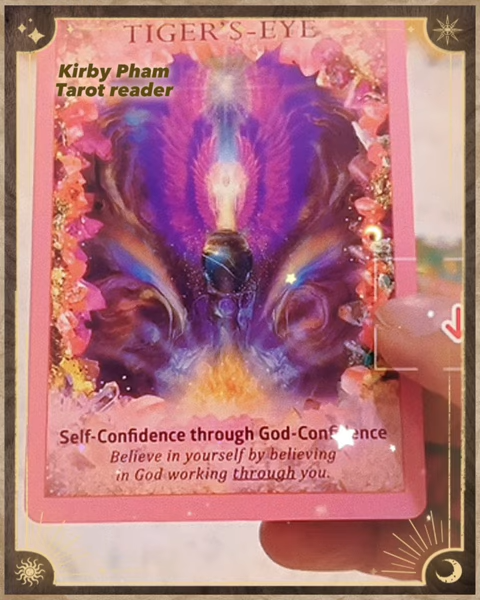 TIGER'S-EYE
Kirby Pham
Tarot reader
Self-Confidence through God-Confidence
Believe in yourself by believing
in God working through you.